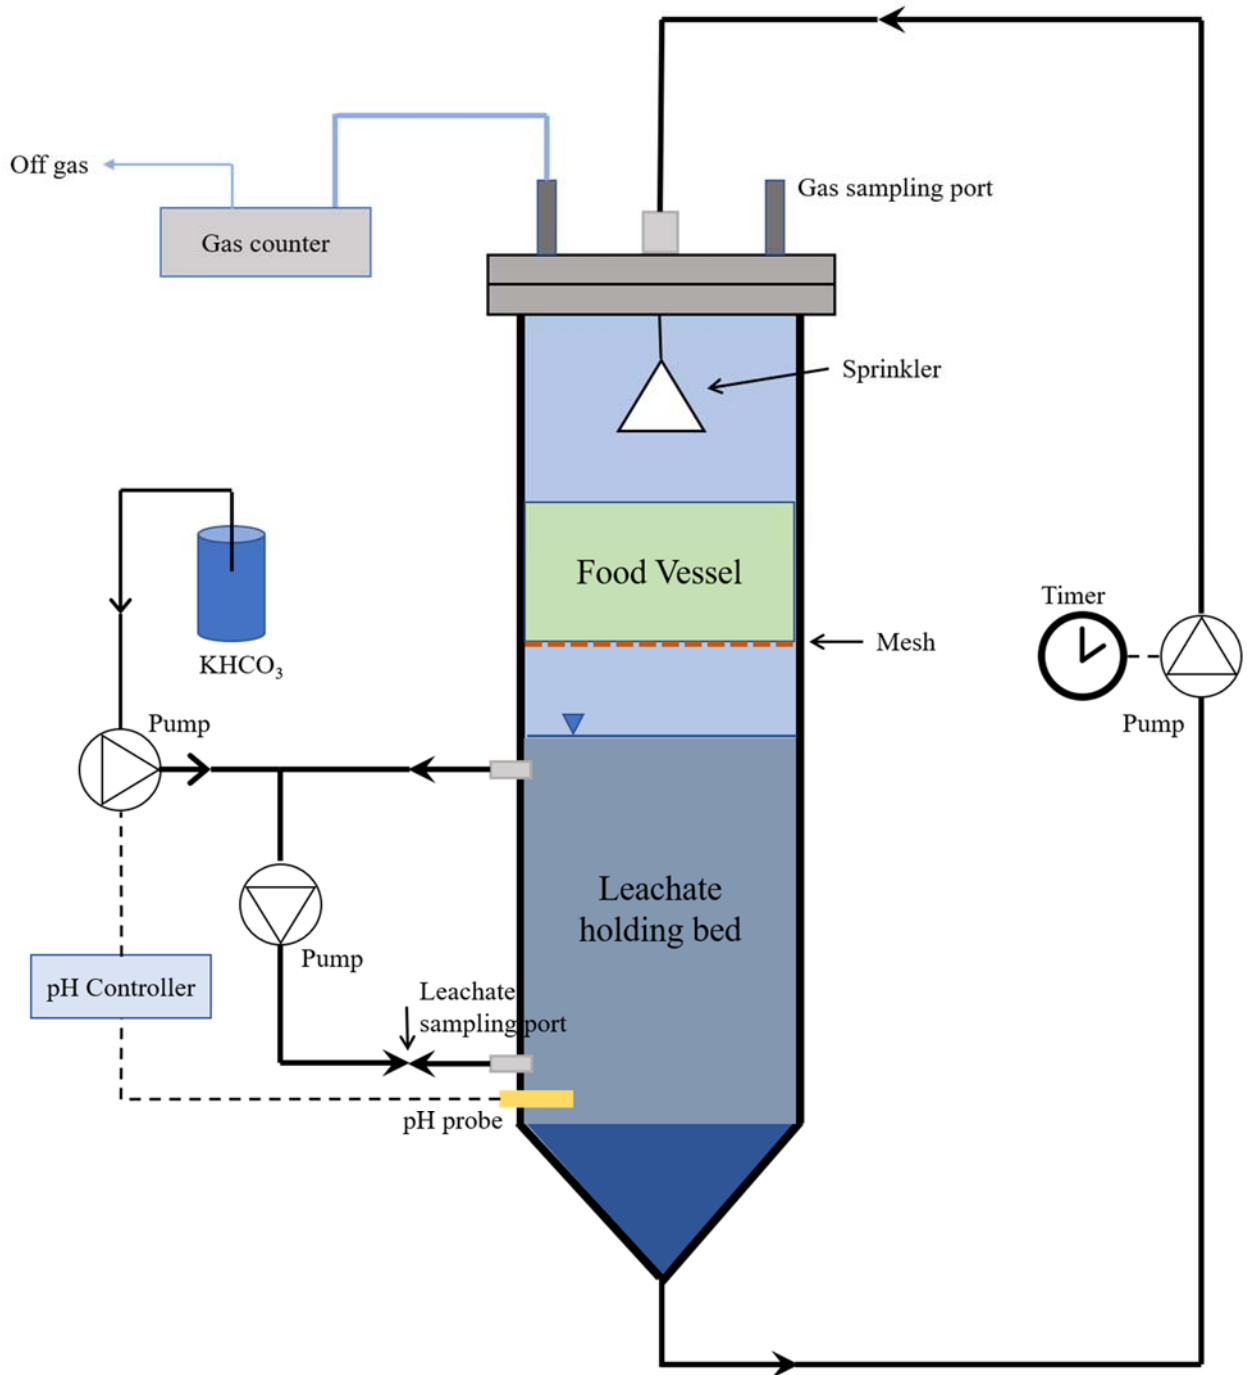 Off gas
Gas counter
Gas sampling port
Sprinkler
Food Vessel
Mesh
Timer
Pump
KHCO₃
Pump
Leachate
holding bed
Pump
pH Controller
Leachate
sampling port
pH probe